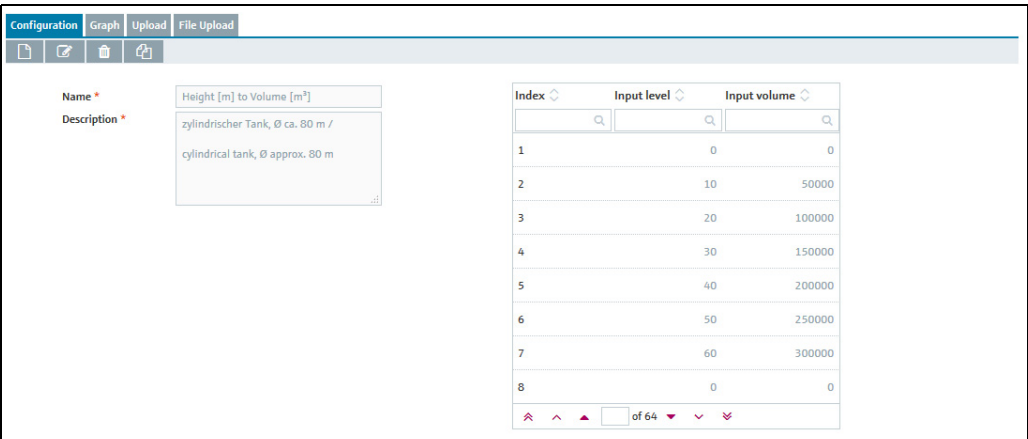 Configuration Graph Upload File Upload
Name *
Height [m] to Volume [m³]
Description *
zylindrischer Tank, Ø ca. 80 m /
cylindrical tank, Ø approx. 80 m
Index Input level Input volume
1 0 0
2 10 50000
3 20 100000
4 30 150000
5 40 200000
6 50 250000
7 60 300000
8 0 0
of 64